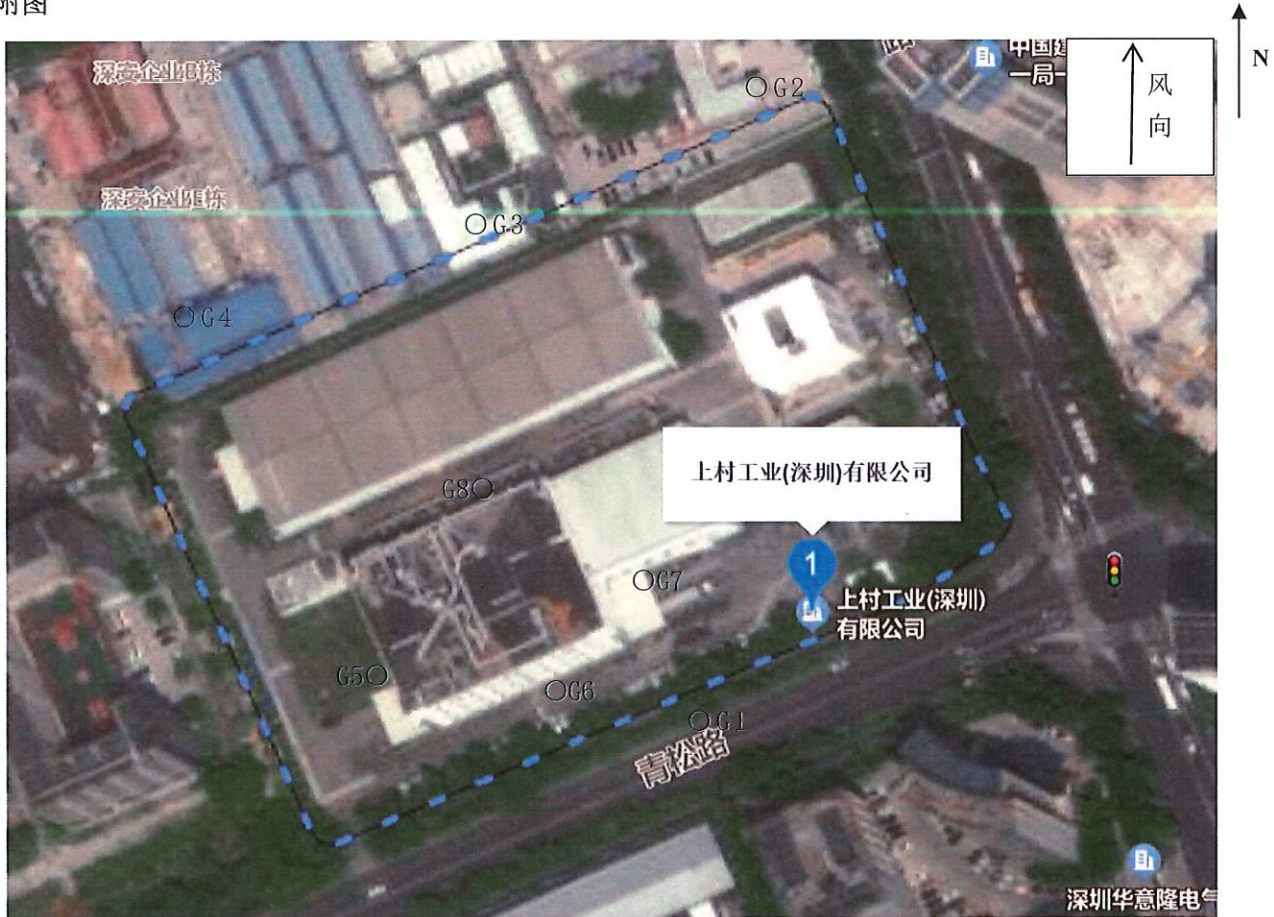 附图
N
风
向
中国建
一局一
深安企业B栋
深安企业E栋
G2
G3
G4
上村工业(深圳)有限公司
G8
G7
1
上村工业(深圳)
有限公司
G5
G6
G1
青松路
深圳华意隆电气